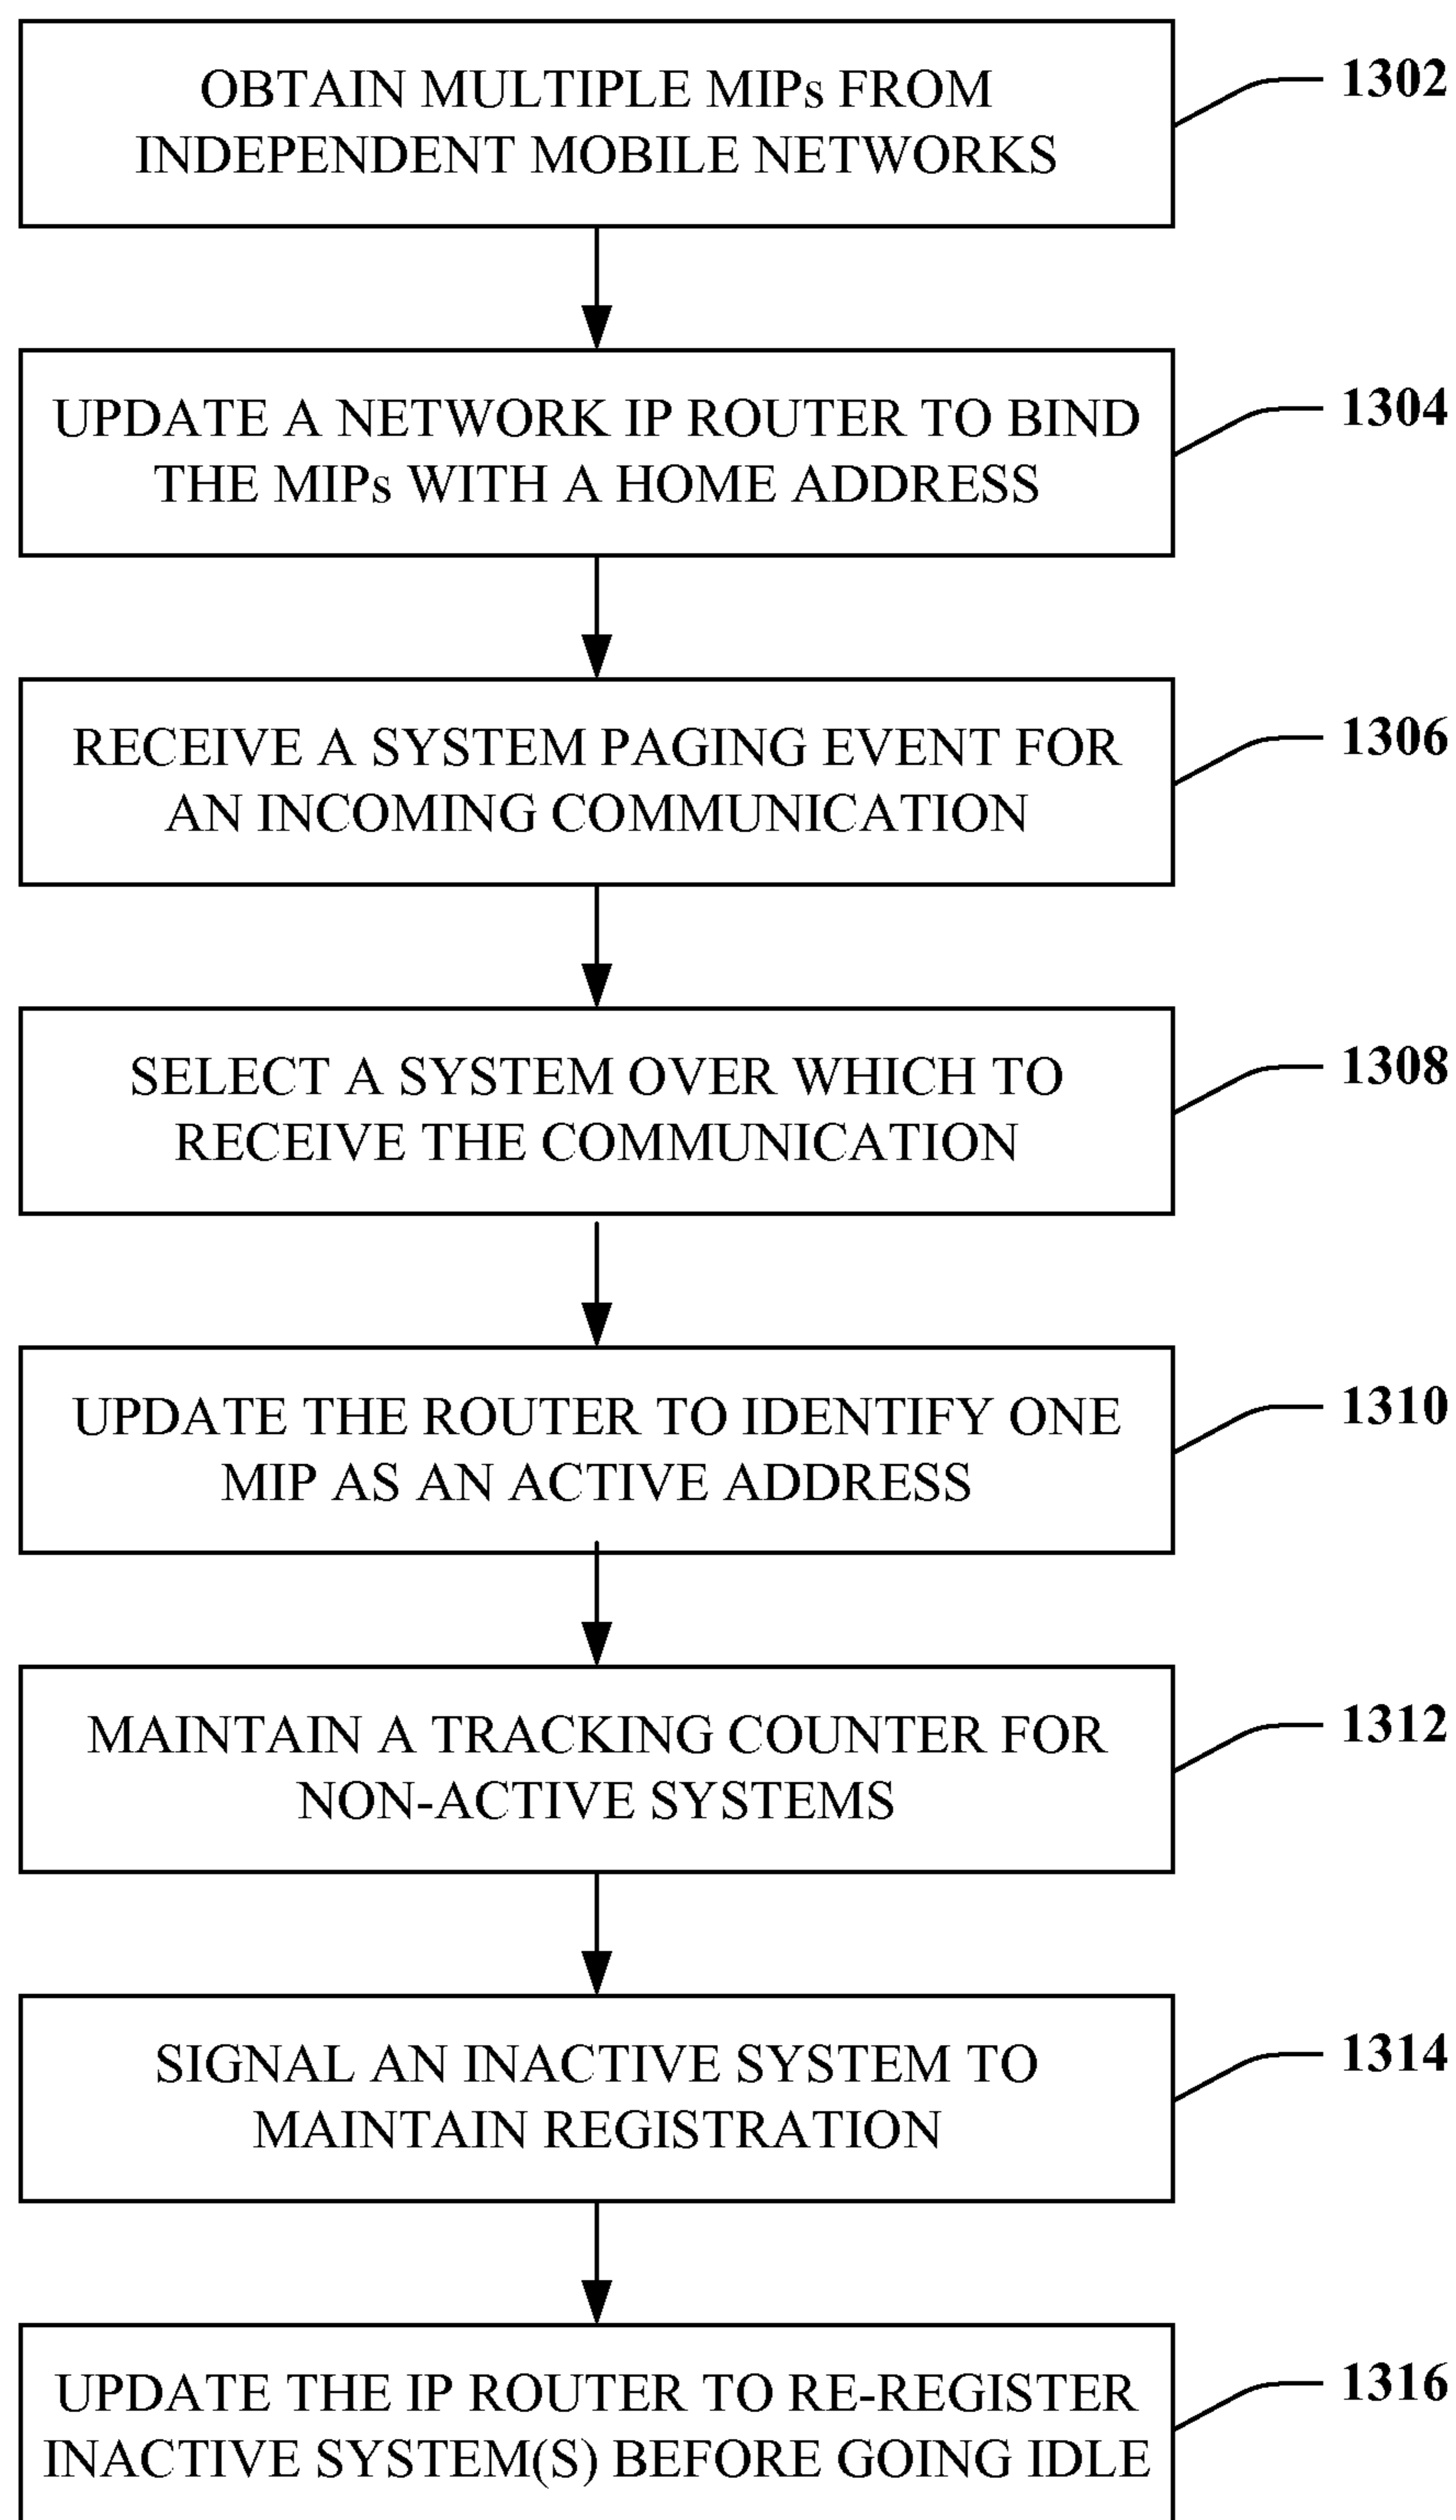 OBTAIN MULTIPLE MIPs FROM
INDEPENDENT MOBILE NETWORKS
1302
UPDATE A NETWORK IP ROUTER TO BIND
THE MIPs WITH A HOME ADDRESS
1304
RECEIVE A SYSTEM PAGING EVENT FOR
AN INCOMING COMMUNICATION
1306
SELECT A SYSTEM OVER WHICH TO
RECEIVE THE COMMUNICATION
1308
UPDATE THE ROUTER TO IDENTIFY ONE
MIP AS AN ACTIVE ADDRESS
1310
MAINTAIN A TRACKING COUNTER FOR
NON-ACTIVE SYSTEMS
1312
SIGNAL AN INACTIVE SYSTEM TO
MAINTAIN REGISTRATION
1314
UPDATE THE IP ROUTER TO RE-REGISTER
INACTIVE SYSTEM(S) BEFORE GOING IDLE
1316